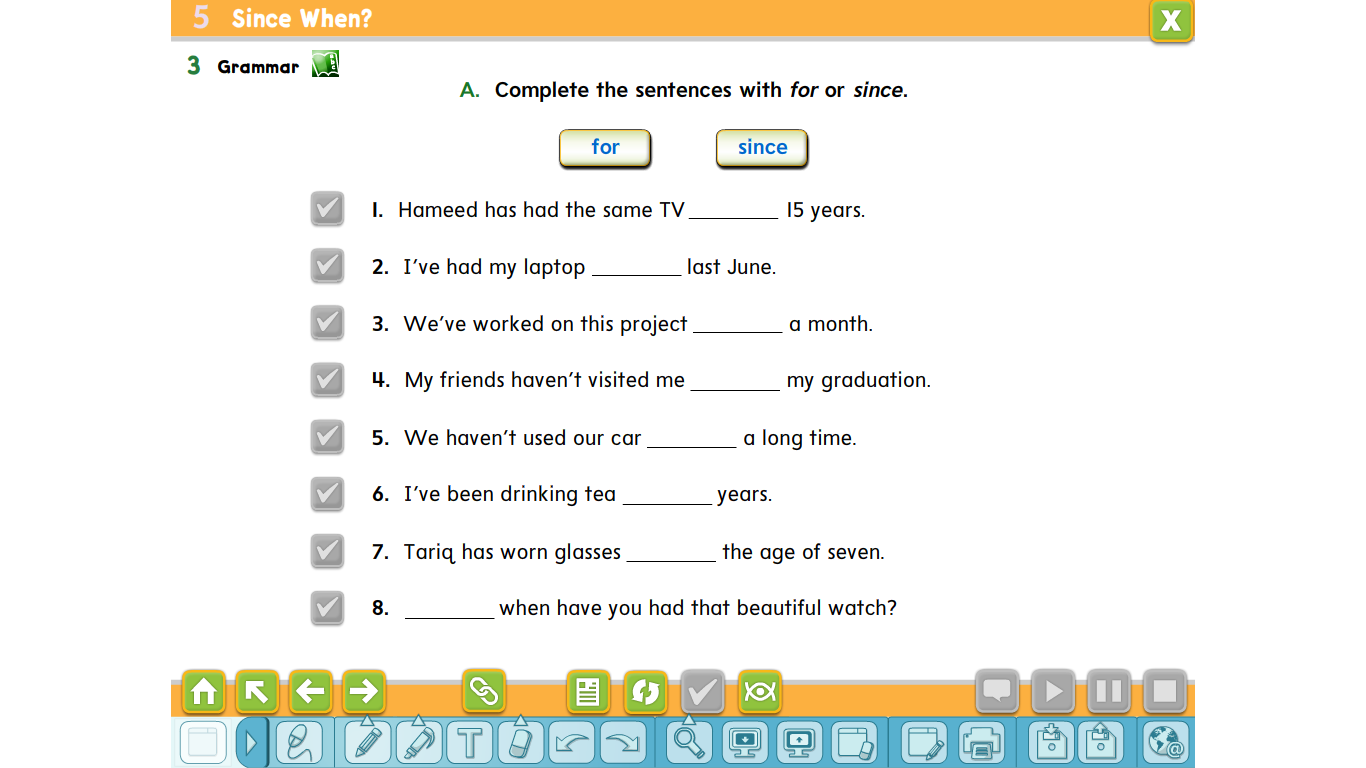 5 Since When?
X
3 Grammar
A. Complete the sentences with for or since.
for since
1. Hameed has had the same TV ________ 15 years.
2. I've had my laptop ________ last June.
3. We've worked on this project ________ a month.
4. My friends haven't visited me ________ my graduation.
5. We haven't used our car ________ a long time.
6. I've been drinking tea ________ years.
7. Tariq has worn glasses ________ the age of seven.
8. ________ when have you had that beautiful watch?
T
@